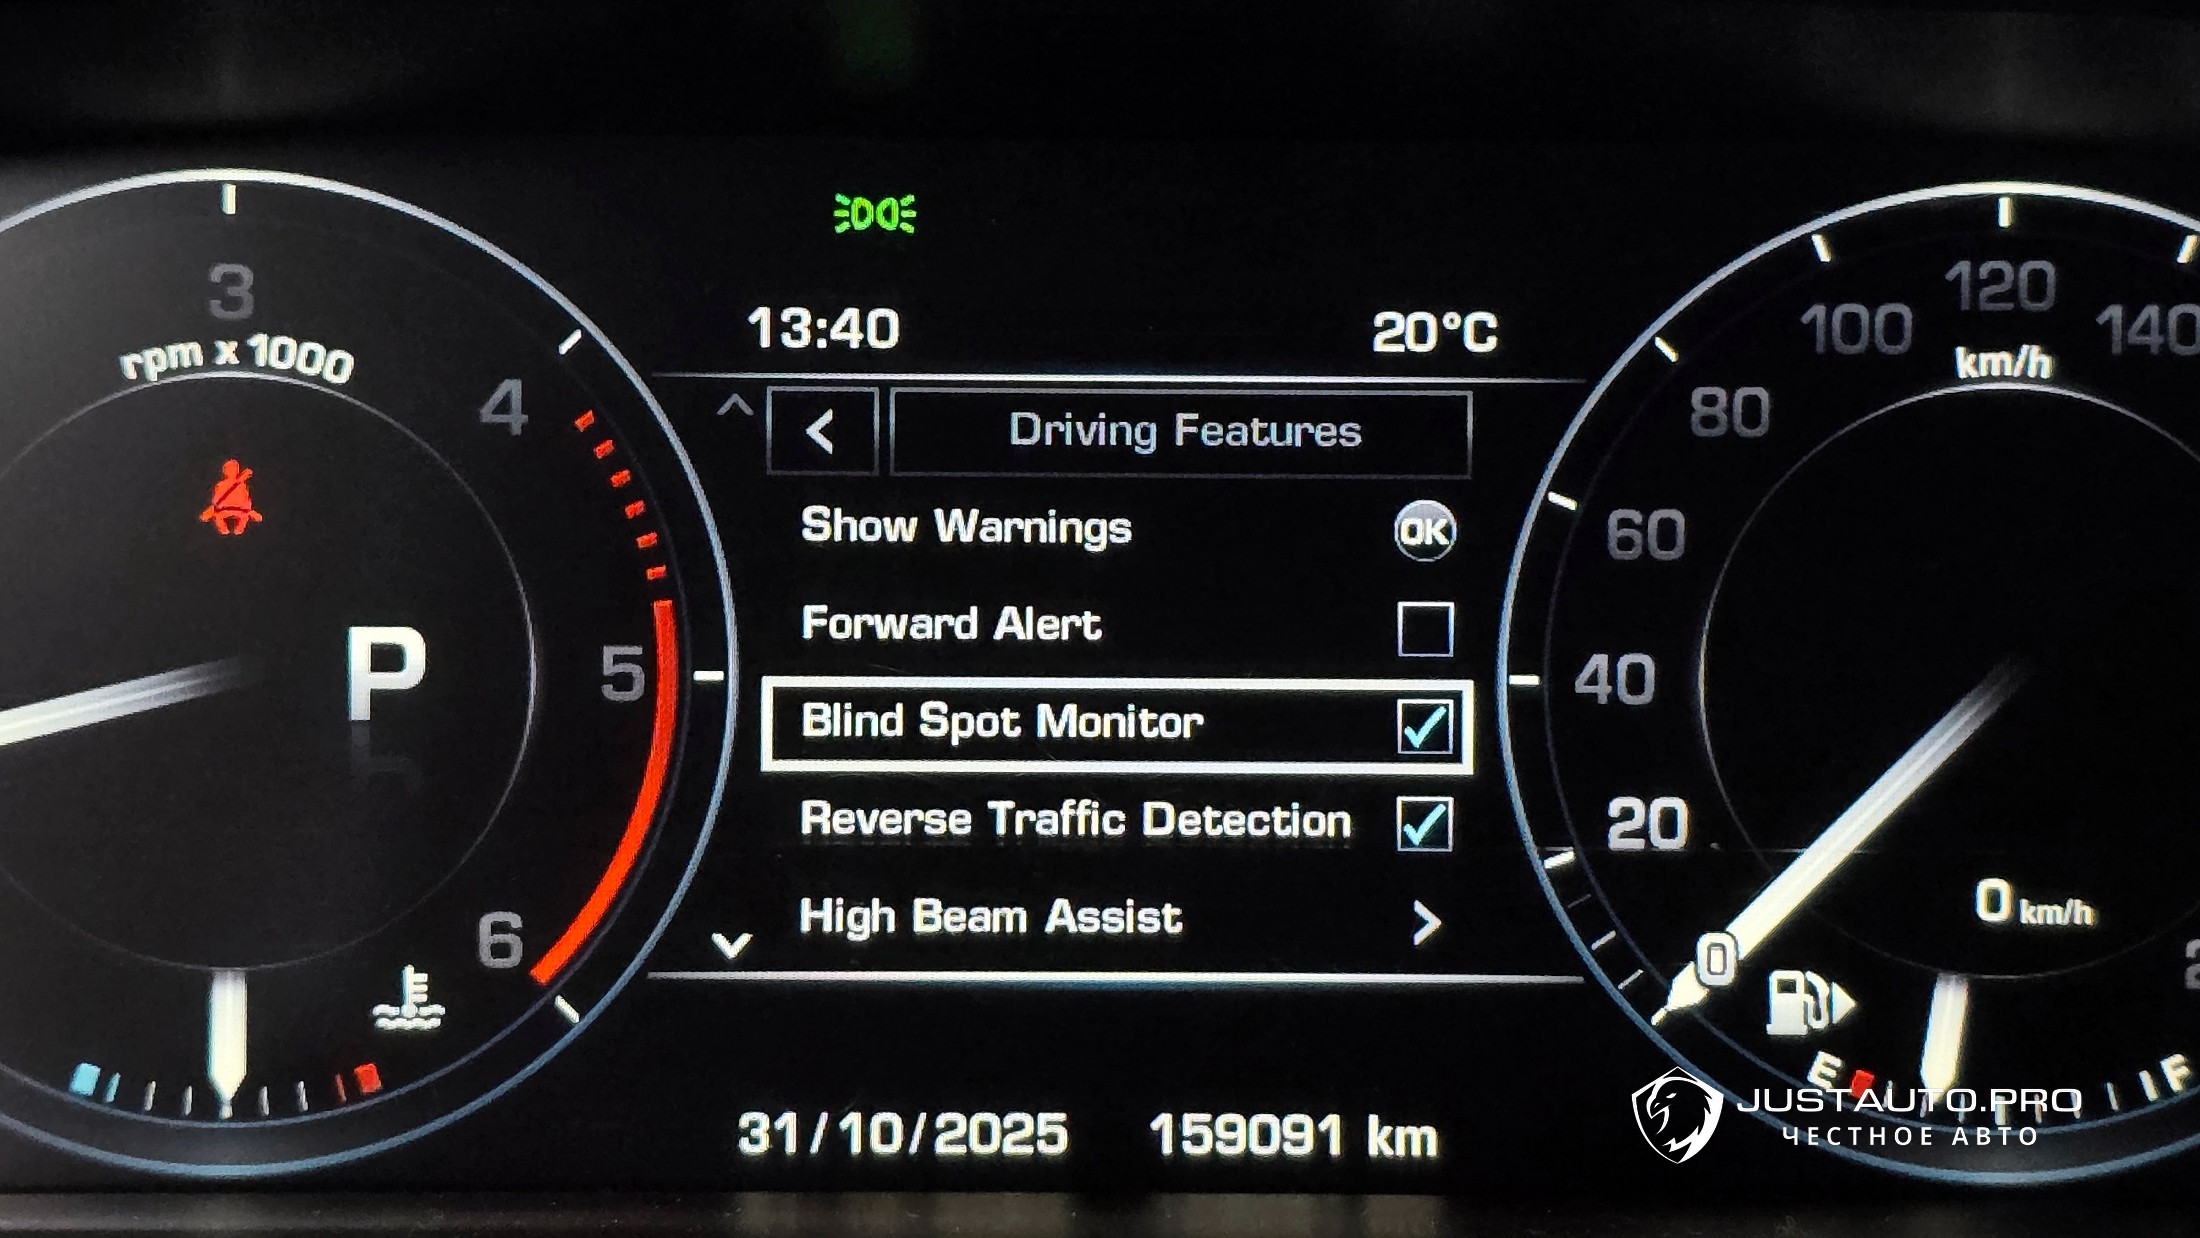 3
rpm x 1000
4
5
6
P
13:40
20°C
Driving Features
Show Warnings
OK
Forward Alert
Blind Spot Monitor
Reverse Traffic Detection
High Beam Assist
31/10/2025
159091 km
0
20
40
60
80
100
120
140
km/h
0 km/h
E
F
JUSTAUTO.PRO
ЧЕСТНОЕ АВТО